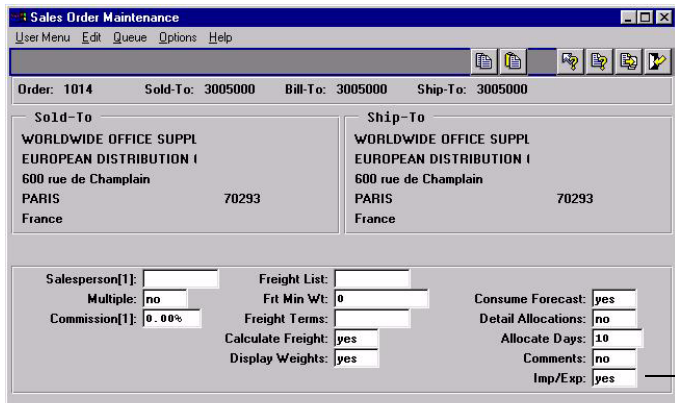 Sales Order Maintenance
User Menu Edit Queue Options Help
Order: 1014 Sold-To: 3005000 Bill-To: 3005000 Ship-To: 3005000
Sold-To
WORLDWIDE OFFICE SUPPL
EUROPEAN DISTRIBUTION (
600 rue de Champlain
PARIS 70293
France
Ship-To
WORLDWIDE OFFICE SUPPL
EUROPEAN DISTRIBUTION (
600 rue de Champlain
PARIS 70293
France
Salesperson[1]:
Multiple: no
Commission[1]: 0.00%
Freight List:
Frt Min Wt: 0
Freight Terms:
Calculate Freight: yes
Display Weights: yes
Consume Forecast: yes
Detail Allocations: no
Allocate Days: 10
Comments: no
Imp/Exp: yes